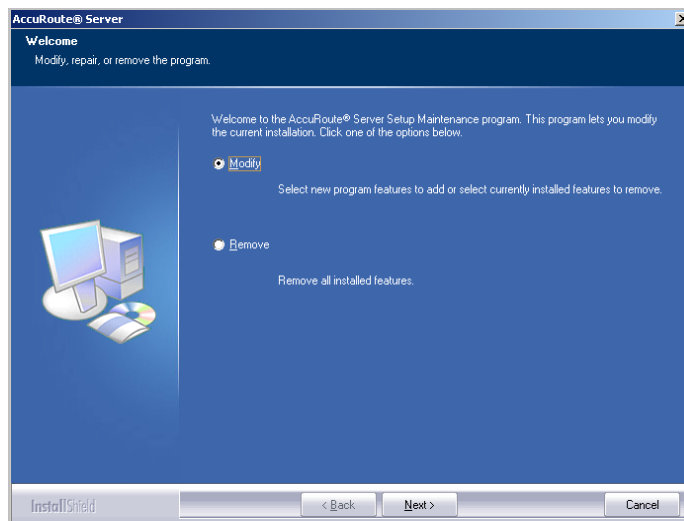 AccuRoute® Server
Welcome
Modify, repair, or remove the program.
Welcome to the AccuRoute® Server Setup Maintenance program. This program lets you modify
the current installation. Click one of the options below.
Modify
Select new program features to add or select currently installed features to remove.
Remove
Remove all installed features.
InstallShield
< Back
Next >
Cancel